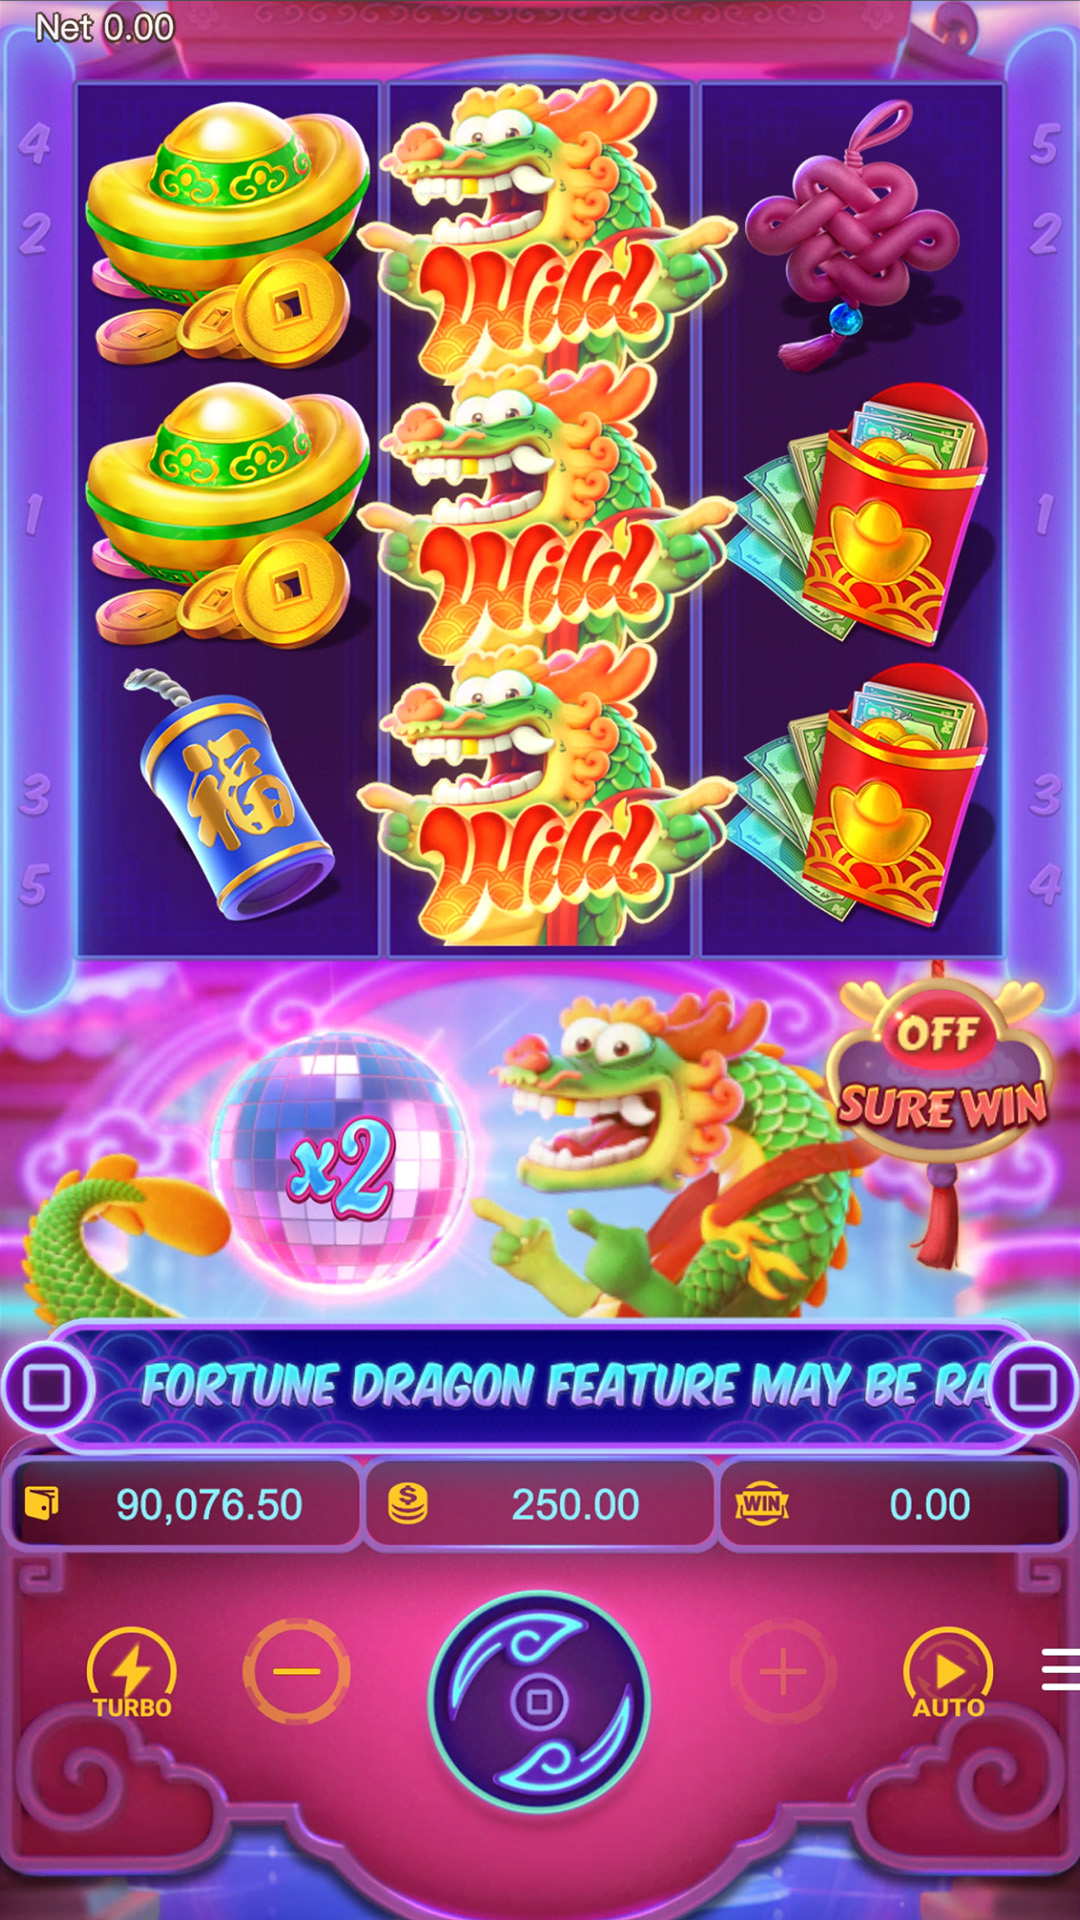 Net 0.00
4
5
2
2
Wild
1
1
Wild
福
3
3
5
4
Wild
OFF
SURE WIN
x2
FORTUNE DRAGON FEATURE MAY BE RA
90,076.50
250.00
WIN
0.00
TURBO
AUTO